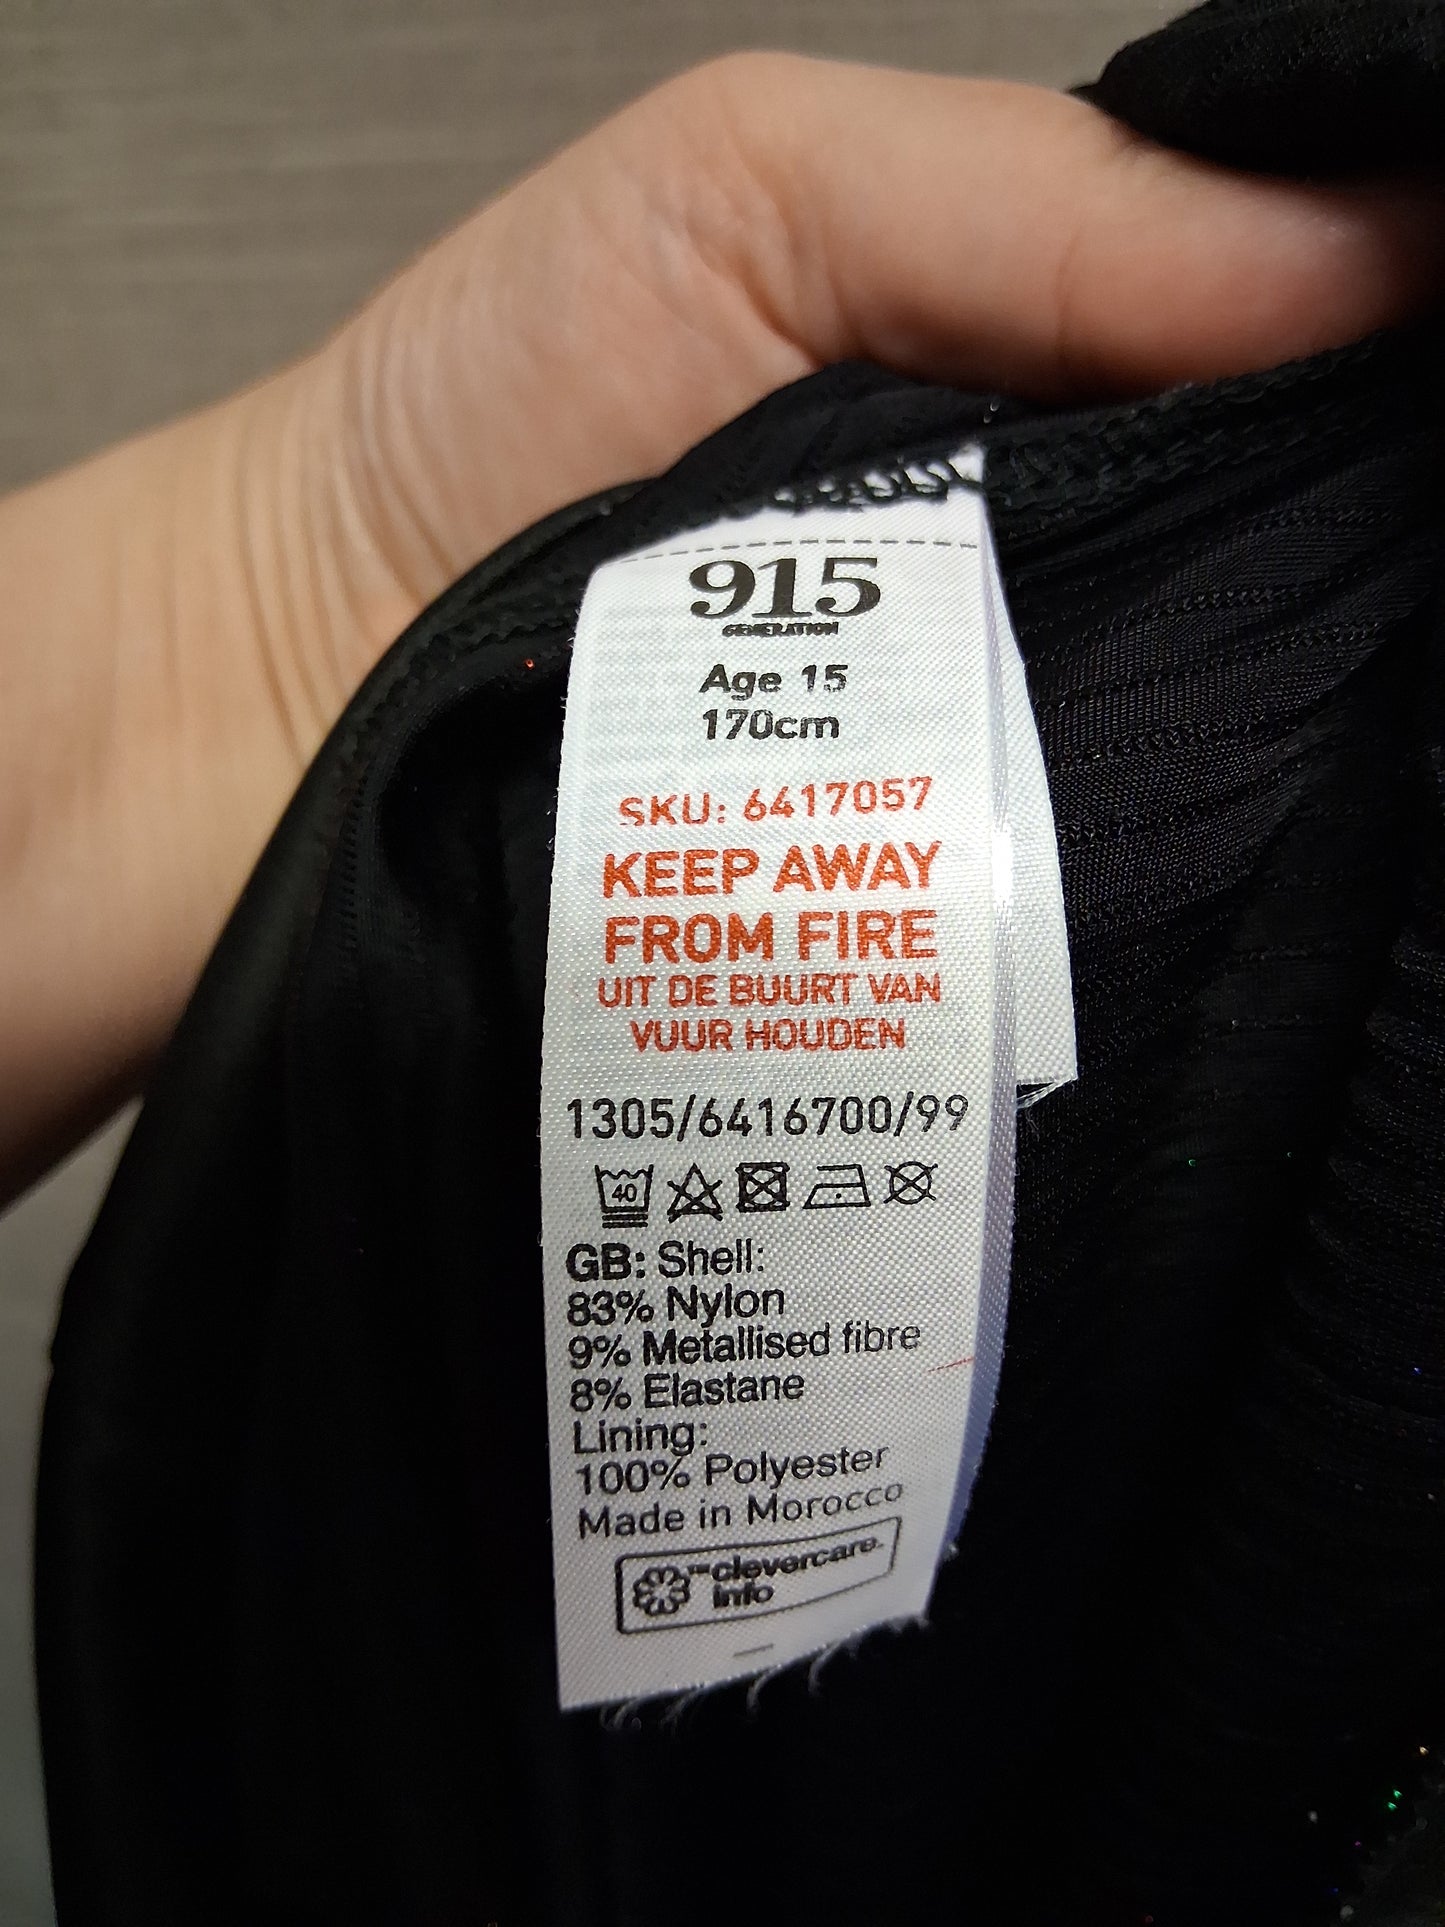 915
GENERATION
Age 15
170cm
SKU: 6417057
KEEP AWAY
FROM FIRE
UIT DE BUURT VAN
VUUR HOUDEN
1305/6416700/99
40
GB: Shell:
83% Nylon
9% Metallised fibre
8% Elastane
Lining:
100% Polyester
Made in Morocco
clevercare.
info